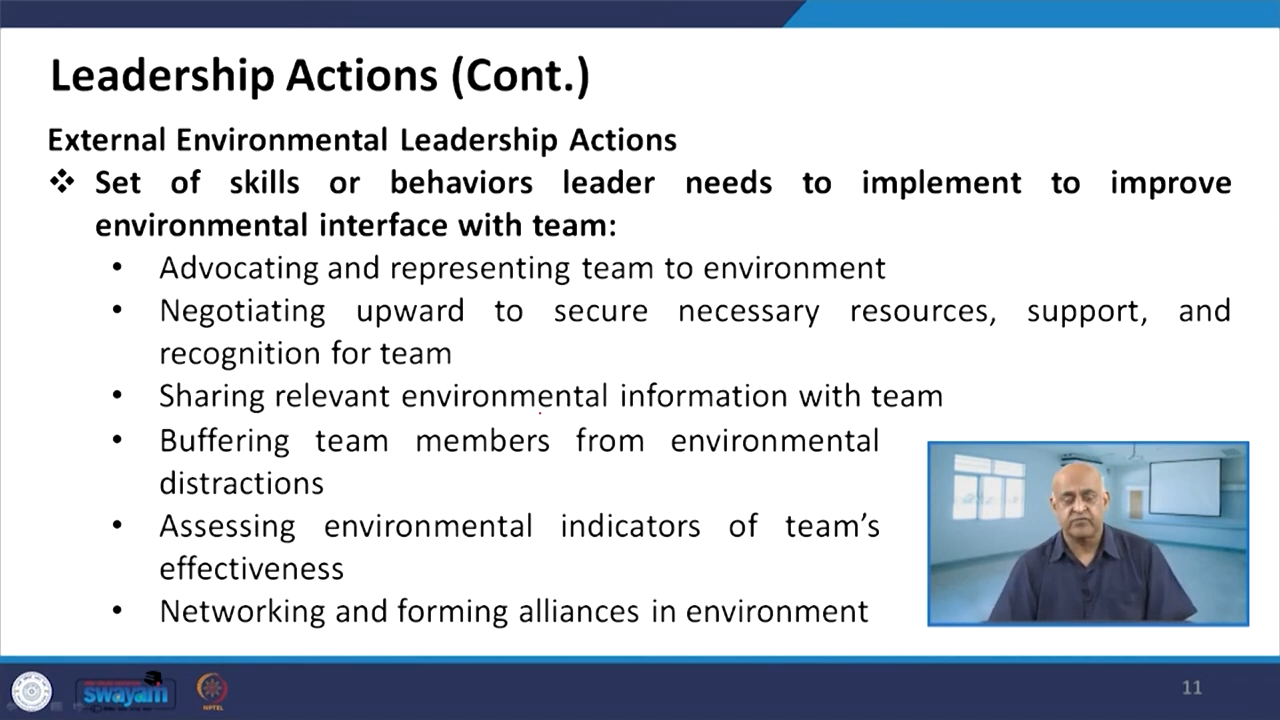 Leadership Actions (Cont.)
External Environmental Leadership Actions
❖ Set of skills or behaviors leader needs to implement to improve
environmental interface with team:
• Advocating and representing team to environment
• Negotiating upward to secure necessary resources, support, and
recognition for team
• Sharing relevant environmental information with team
• Buffering team members from environmental
distractions
• Assessing environmental indicators of team’s
effectiveness
• Networking and forming alliances in environment
swayam
NPTEL
11